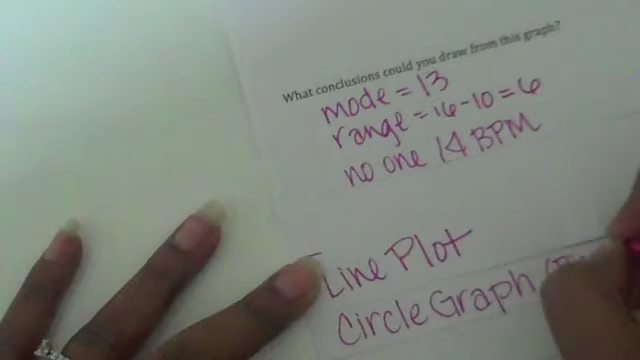 What conclusions could you draw from this graph?
mode = 13
range = 16-10 = 6
no one 14 BPM
Line Plot
Circle Graph